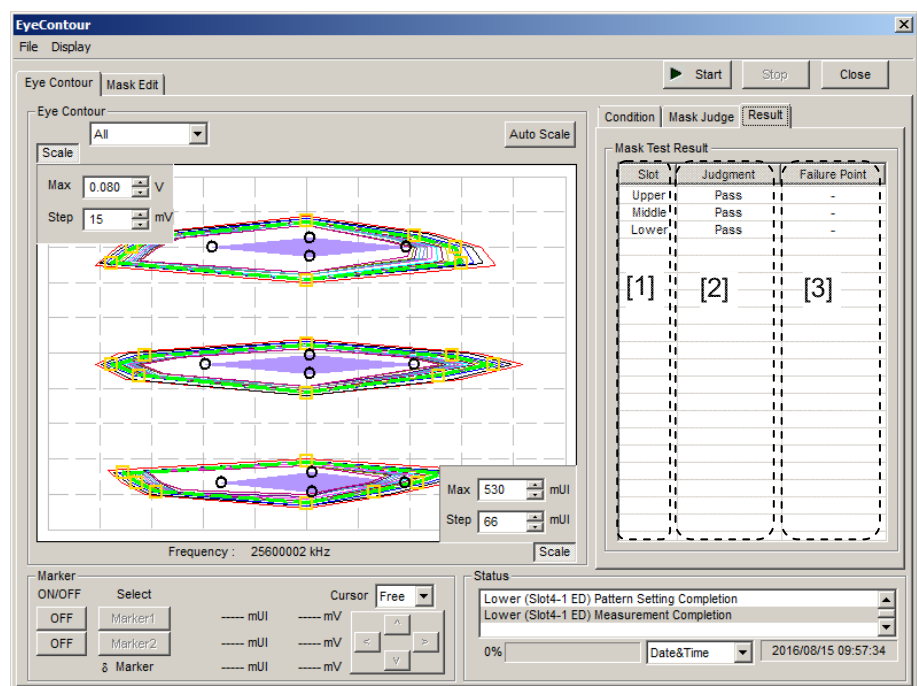 EyeContour
File Display
Start Stop Close
Eye Contour Mask Edit
Eye Contour
All
Auto Scale
Scale
Max 0.080 V
Step 15 mV
Max 530 mUI
Step 66 mUI
Frequency : 25600002 kHz
Scale
Condition Mask Judge Result
Mask Test Result
Slot Judgment Failure Point
Upper Pass -
Middle Pass -
Lower Pass -
[1] [2] [3]
Marker
ON/OFF Select Cursor Free
OFF Marker1 ----- mUI ----- mV
OFF Marker2 ----- mUI ----- mV
δ Marker ----- mUI ----- mV
^
< >
v
Status
Lower (Slot4-1 ED) Pattern Setting Completion
Lower (Slot4-1 ED) Measurement Completion
0% Date&Time 2016/08/15 09:57:34